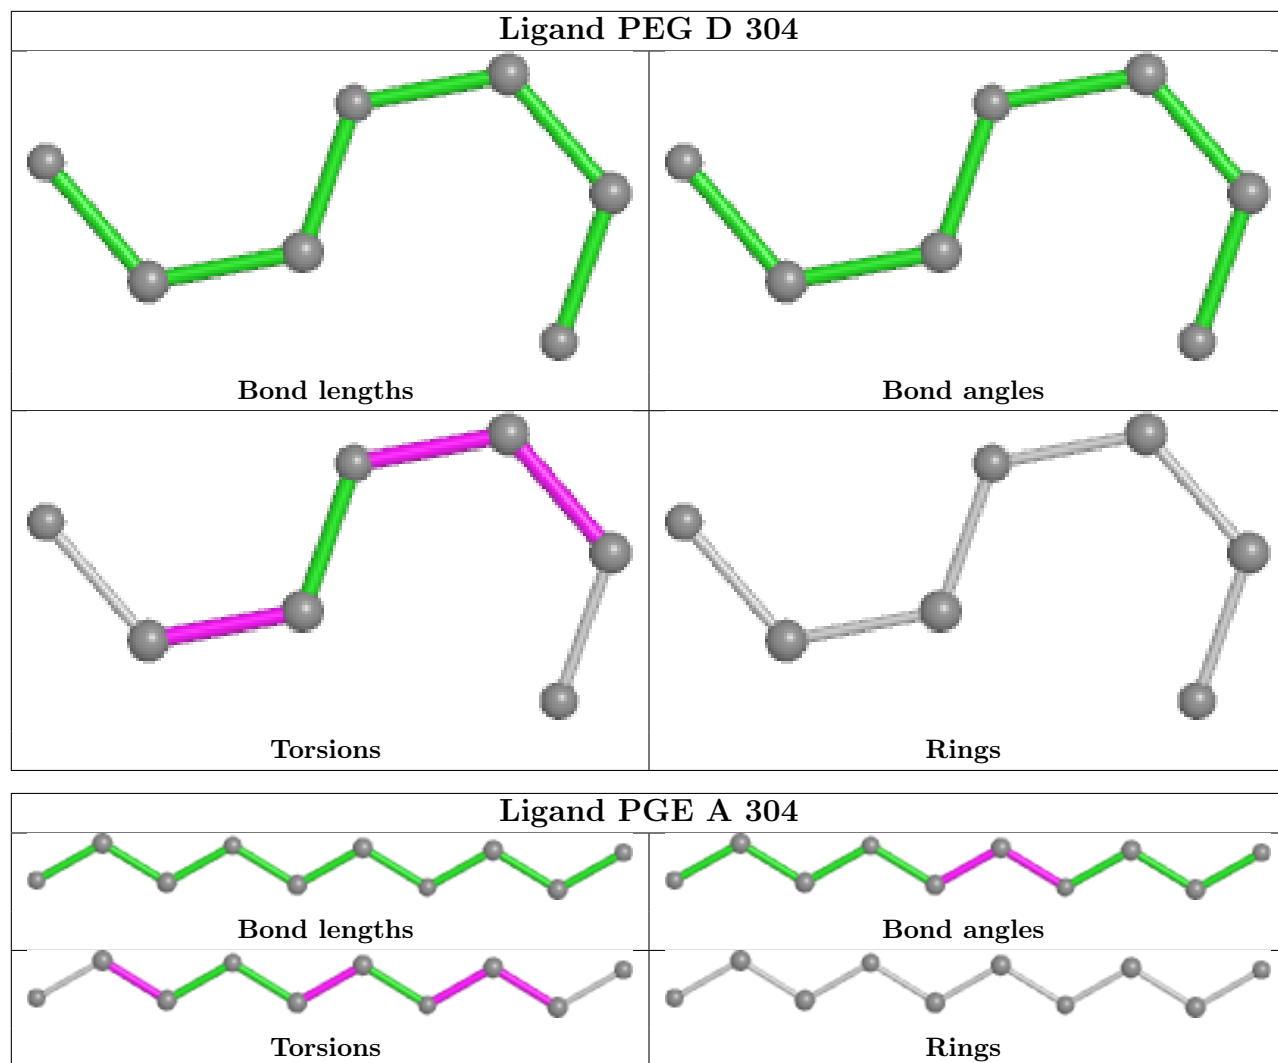 Ligand PEG D 304
Bond lengths
Bond angles
Torsions
Rings
Ligand PGE A 304
Bond lengths
Bond angles
Torsions
Rings